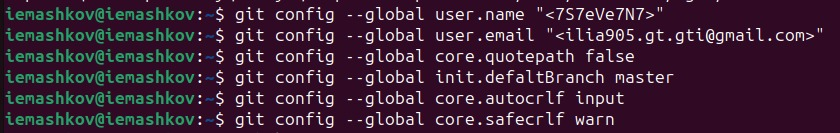 iemashkov@iemashkov:~$ git config --global user.name "<7S7eVe7N7>"
iemashkov@iemashkov:~$ git config --global user.email "<ilia905.gt.gti@gmail.com>"
iemashkov@iemashkov:~$ git config --global core.quotepath false
iemashkov@iemashkov:~$ git config --global init.defaltBranch master
iemashkov@iemashkov:~$ git config --global core.autocrlf input
iemashkov@iemashkov:~$ git config --global core.safecrlf warn